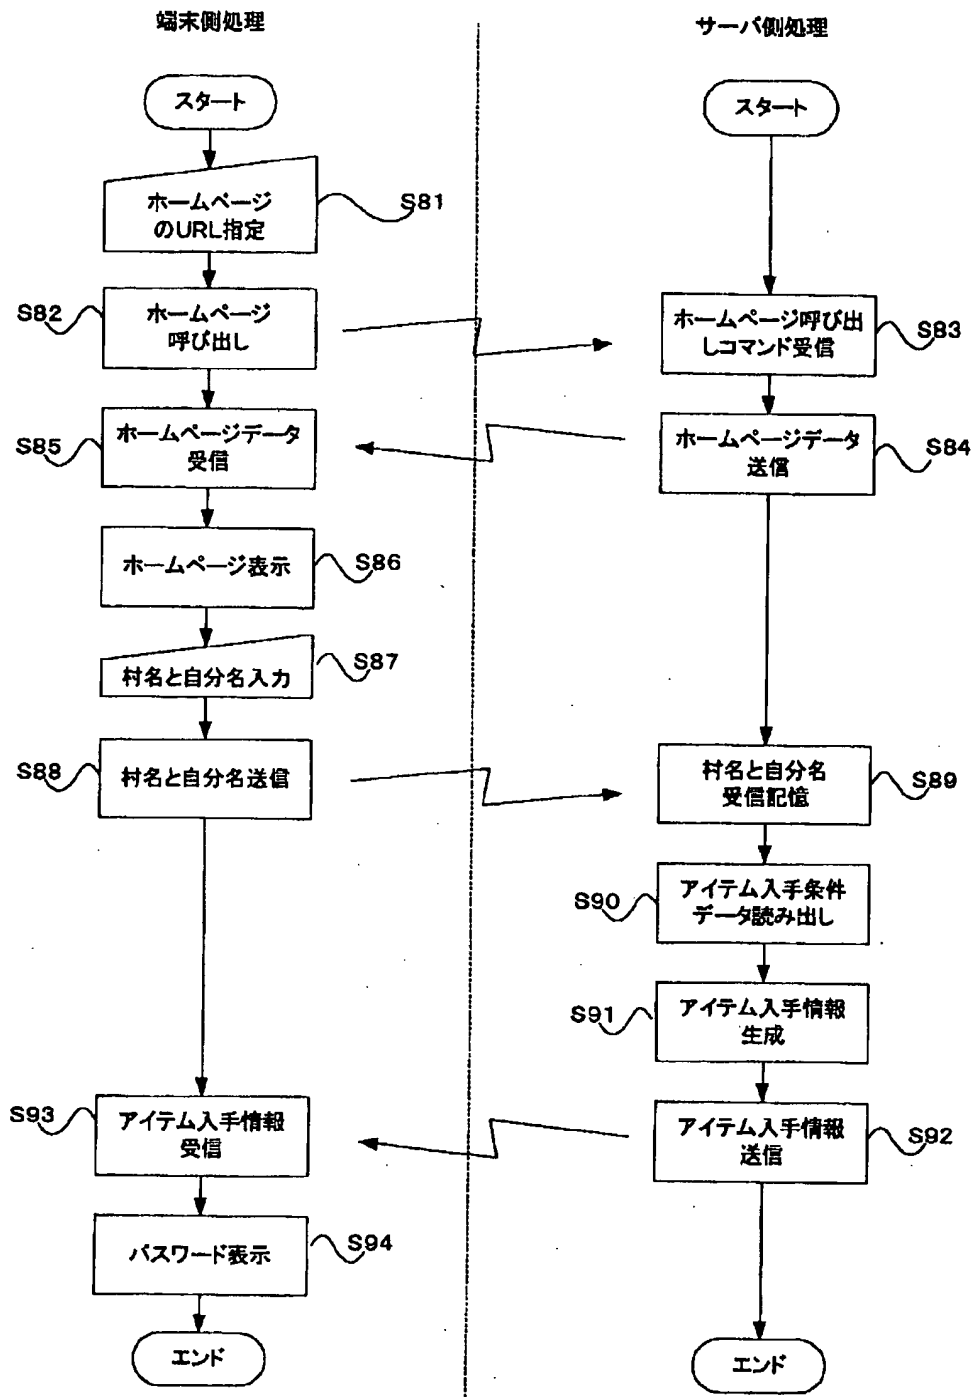 端末側処理
サーバ側処理
スタート
スタート
ホームページ
のURL指定
S81
S82
ホームページ
呼び出し
ホームページ呼び出
しコマンド受信
S83
S85
ホームページデータ
受信
ホームページデータ
送信
S84
ホームページ表示
S86
村名と自分名入力
S87
S88
村名と自分名送信
村名と自分名
受信記憶
S89
S90
アイテム入手条件
データ読み出し
S91
アイテム入手情報
生成
S93
アイテム入手情報
受信
アイテム入手情報
送信
S92
パスワード表示
S94
エンド
エンド